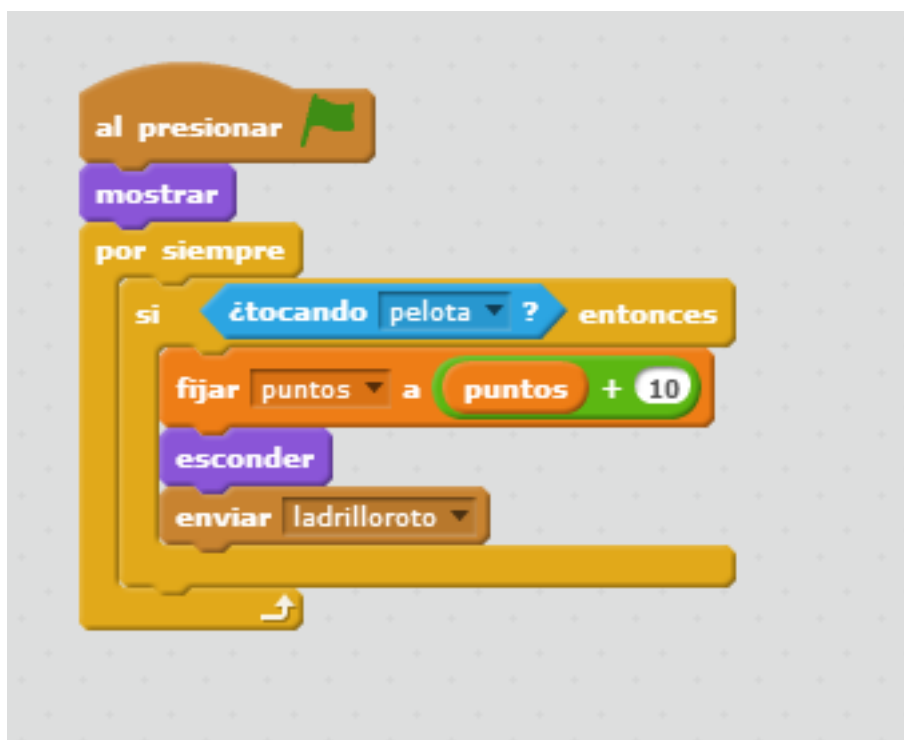 al presionar
mostrar
por siempre
si ¿tocando pelota ? entonces
fijar puntos a puntos + 10
esconder
enviar ladrilloroto